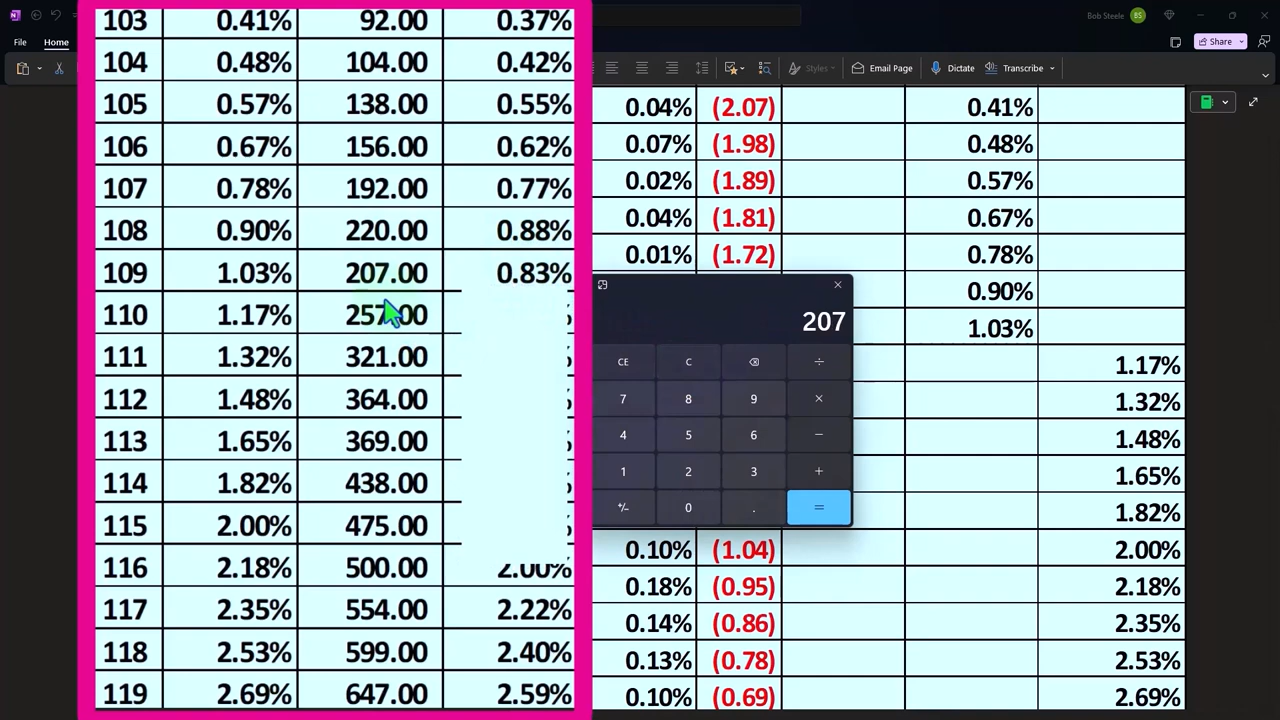 Bob Steele BS
File Home Share
Styles Email Page Dictate Transcribe
103 0.41% 92.00 0.37%
104 0.48% 104.00 0.42% 0.04% (2.07) 0.41%
105 0.57% 138.00 0.55% 0.07% (1.98) 0.48%
106 0.67% 156.00 0.62% 0.02% (1.89) 0.57%
107 0.78% 192.00 0.77% 0.04% (1.81) 0.67%
108 0.90% 220.00 0.88% 0.01% (1.72) 0.78%
109 1.03% 207.00 0.83% 0.90%
110 1.17% 257.00 207 1.03%
111 1.32% 321.00 CE C ÷ 1.17%
112 1.48% 364.00 7 8 9 × 1.32%
113 1.65% 369.00 4 5 6 − 1.48%
114 1.82% 438.00 1 2 3 + 1.65%
115 2.00% 475.00 +/− 0 . = 1.82%
116 2.18% 500.00 2.00% 0.10% (1.04) 2.00%
117 2.35% 554.00 2.22% 0.18% (0.95) 2.18%
0.14% (0.86) 2.35%
118 2.53% 599.00 2.40% 0.13% (0.78) 2.53%
119 2.69% 647.00 2.59% 0.10% (0.69) 2.69%